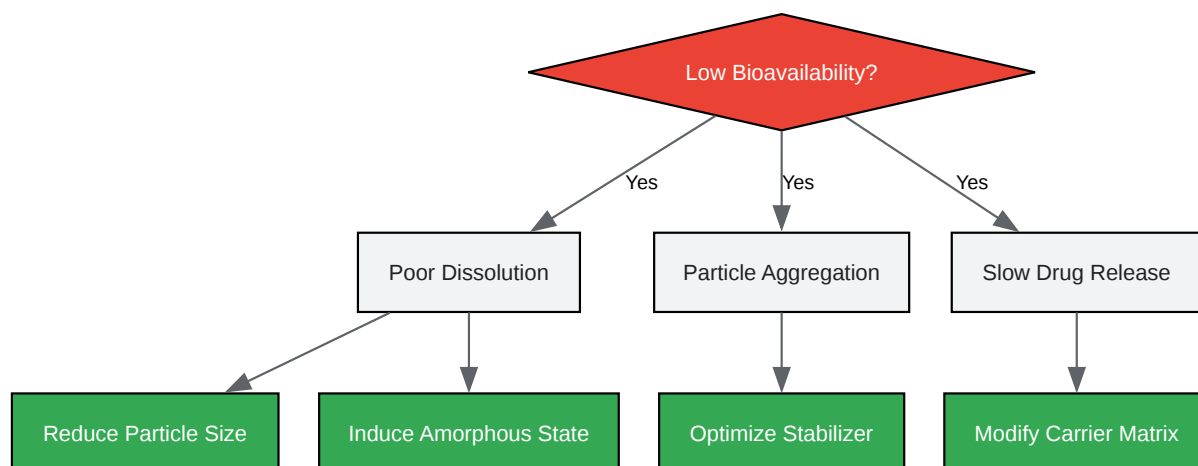 Low Bioavailability?
Yes
Yes
Yes
Poor Dissolution
Particle Aggregation
Slow Drug Release
Reduce Particle Size
Induce Amorphous State
Optimize Stabilizer
Modify Carrier Matrix